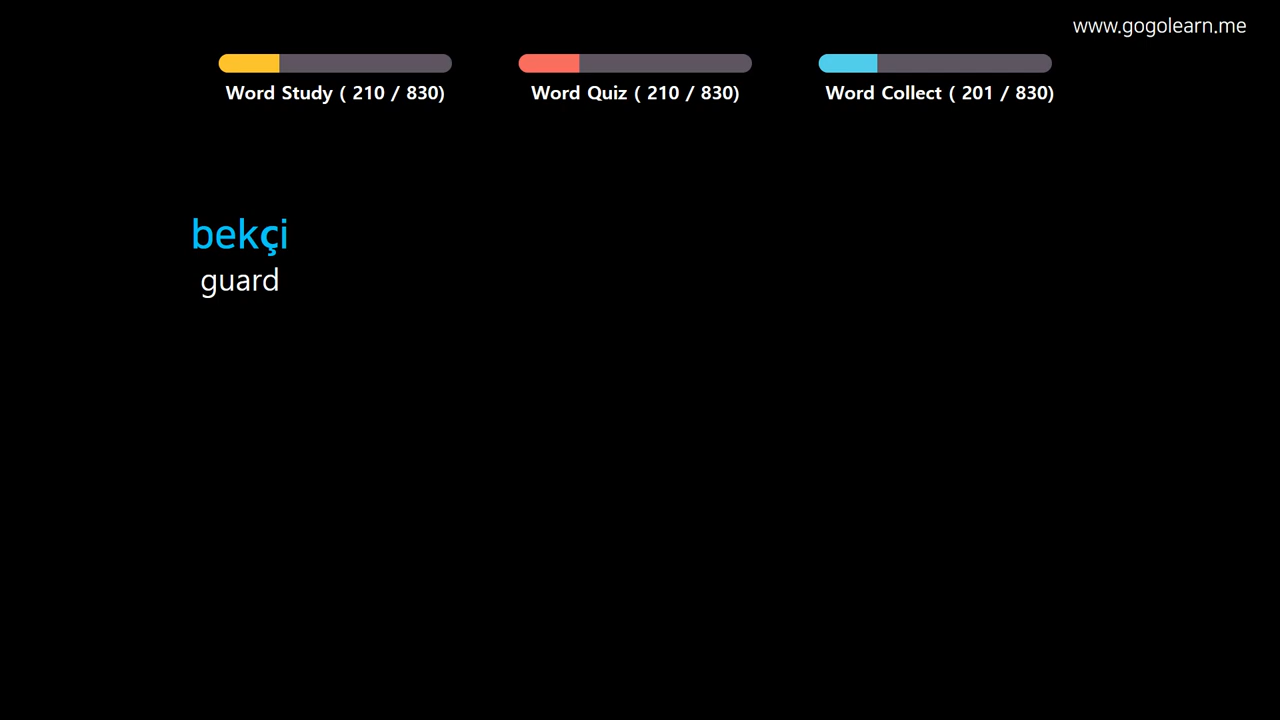 www.gogolearn.me
Word Study ( 210 / 830)
Word Quiz ( 210 / 830)
Word Collect ( 201 / 830)
bekçi
guard